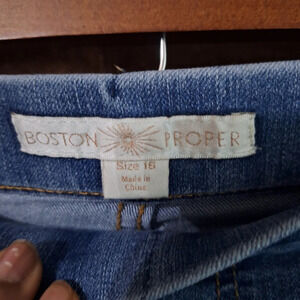 BOSTON PROPER
Size 16
Made in
China